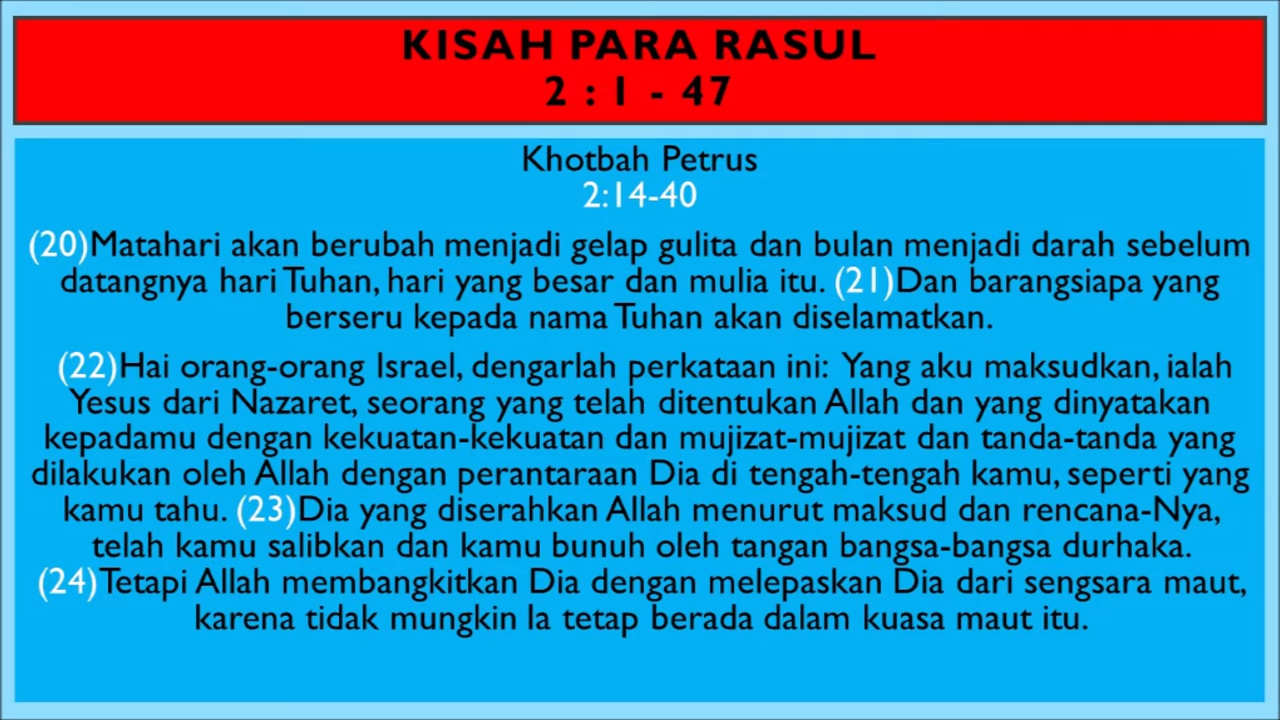 KISAH PARA RASUL
2 : 1 - 47
Khotbah Petrus
2:14-40
(20)Matahari akan berubah menjadi gelap gulita dan bulan menjadi darah sebelum
datangnya hari Tuhan, hari yang besar dan mulia itu. (21)Dan barangsiapa yang
berseru kepada nama Tuhan akan diselamatkan.
(22)Hai orang-orang Israel, dengarlah perkataan ini: Yang aku maksudkan, ialah
Yesus dari Nazaret, seorang yang telah ditentukan Allah dan yang dinyatakan
kepadamu dengan kekuatan-kekuatan dan mujizat-mujizat dan tanda-tanda yang
dilakukan oleh Allah dengan perantaraan Dia di tengah-tengah kamu, seperti yang
kamu tahu. (23)Dia yang diserahkan Allah menurut maksud dan rencana-Nya,
telah kamu salibkan dan kamu bunuh oleh tangan bangsa-bangsa durhaka.
(24)Tetapi Allah membangkitkan Dia dengan melepaskan Dia dari sengsara maut,
karena tidak mungkin Ia tetap berada dalam kuasa maut itu.